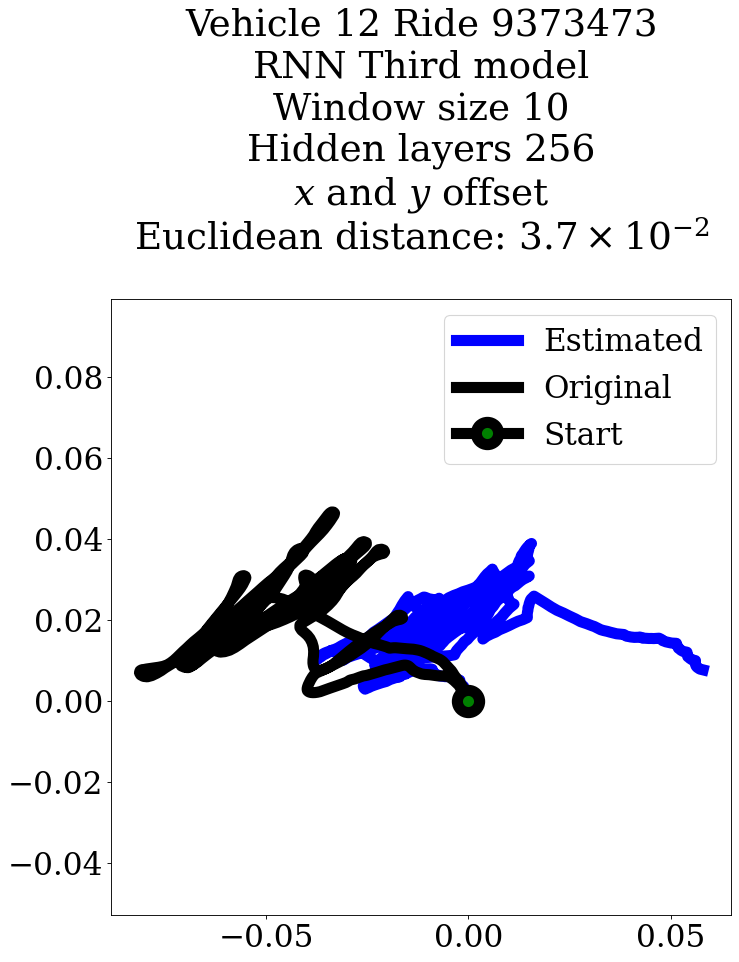 Vehicle 12 Ride 9373473
RNN Third model
Window size 10
Hidden layers 256
x and y offset
Euclidean distance: 3.7 × 10⁻²
Estimated
Original
Start
0.08
0.06
0.04
0.02
0.00
−0.02
−0.04
−0.05
0.00
0.05